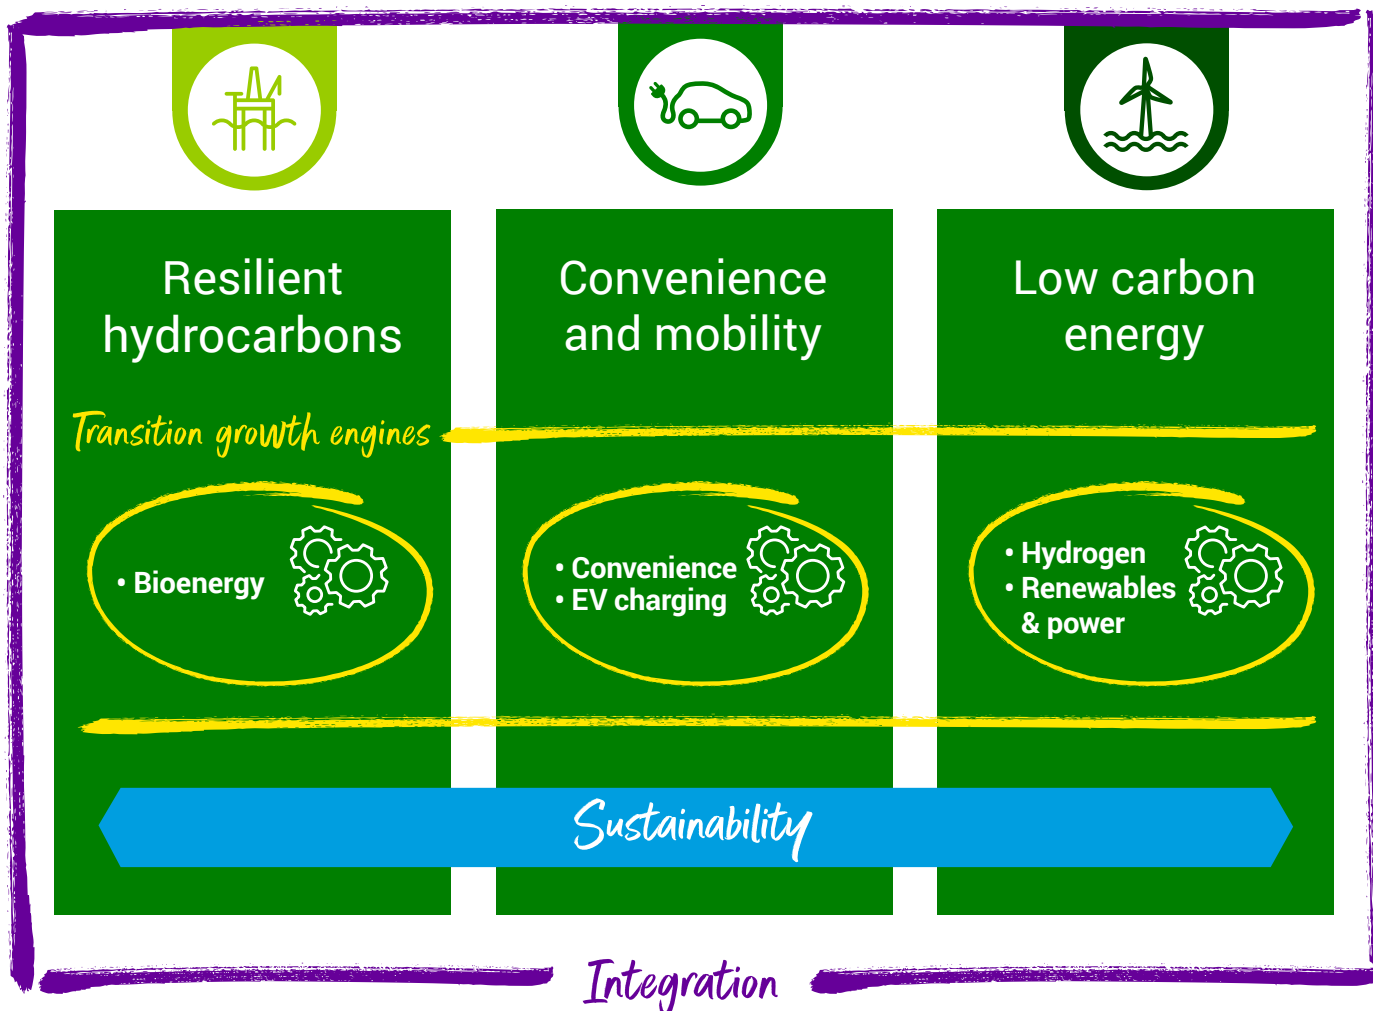 Resilient
hydrocarbons
Convenience
and mobility
Low carbon
energy
Transition growth engines
• Bioenergy
• Convenience
• EV charging
• Hydrogen
• Renewables
& power
Sustainability
Integration